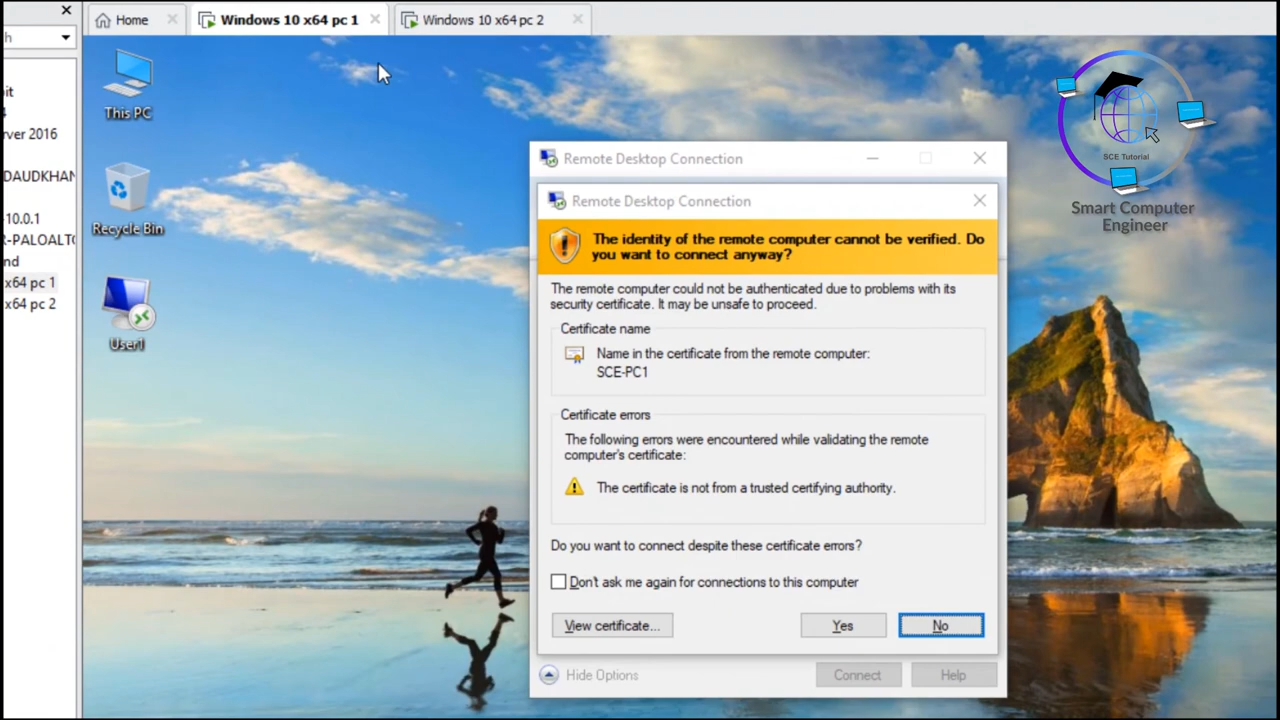 Home
Windows 10 x64 pc 1
Windows 10 x64 pc 2
h
it
4
rver 2016
DAUDKHAN
10.0.1
R-PALOALTO
nd
x64 pc 1
x64 pc 2
This PC
Recycle Bin
User1
SCE Tutorial
Smart Computer
Engineer
Remote Desktop Connection
Remote Desktop Connection
The identity of the remote computer cannot be verified. Do
you want to connect anyway?
The remote computer could not be authenticated due to problems with its
security certificate. It may be unsafe to proceed.
Certificate name
Name in the certificate from the remote computer:
SCE-PC1
Certificate errors
The following errors were encountered while validating the remote
computer's certificate:
The certificate is not from a trusted certifying authority.
Do you want to connect despite these certificate errors?
Don't ask me again for connections to this computer
View certificate...
Yes
No
Hide Options
Connect
Help